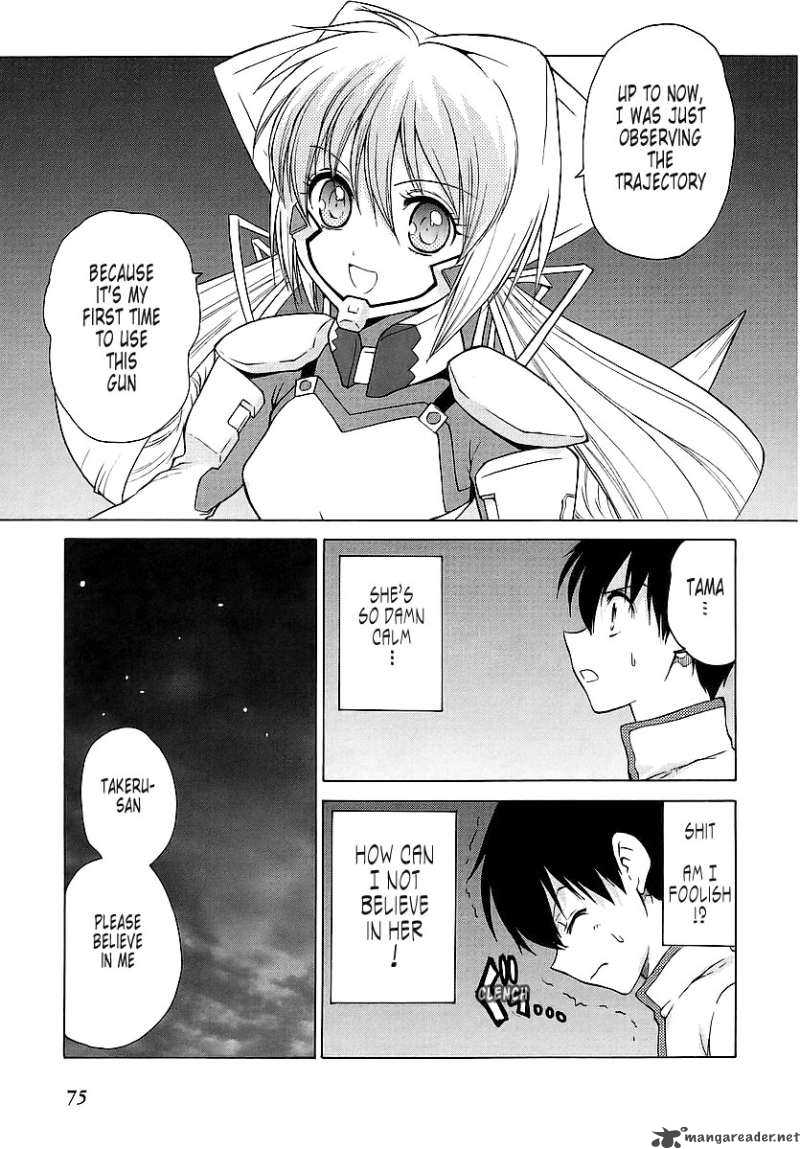 UP TO NOW,
I WAS JUST
OBSERVING
THE
TRAJECTORY
BECAUSE
IT'S MY
FIRST TIME
TO USE
THIS
GUN
TAMA
...
SHE'S
SO DAMN
CALM
...
SHIT
AM I
FOOLISH
!?
HOW CAN
I NOT
BELIEVE
IN HER
!
CLENCH
TAKERU-
SAN
PLEASE
BELIEVE
IN ME
75
mangareader.net